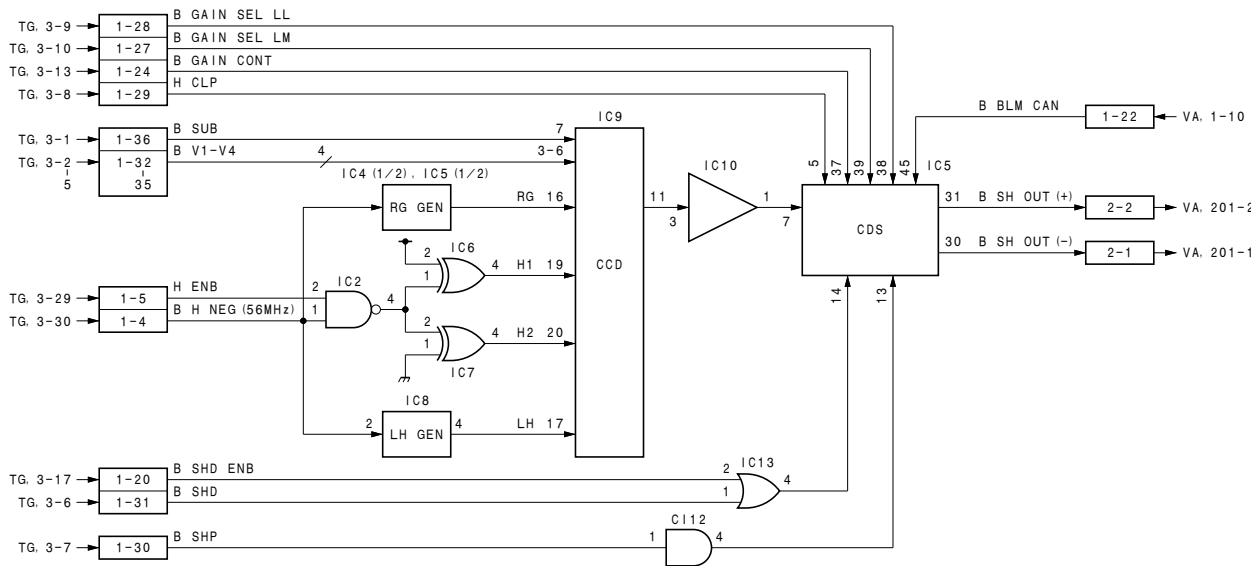 TG, 3-9 1-28 B GAIN SEL LL
TG, 3-10 1-27 B GAIN SEL LM
TG, 3-13 1-24 B GAIN CONT
TG, 3-8 1-29 H CLP
TG, 3-1 1-36 B SUB 7
TG, 3-2 1-32 B V1-V4 4 3-6
5 35
IC4 (1/2), IC5 (1/2)
RG GEN RG 16
IC6
2 1 4 H1 19
IC2
TG, 3-29 1-5 H ENB 2
TG, 3-30 1-4 B H NEG (56MHz) 1 4
2 1 4 H2 20
IC7
IC8
2 LH GEN 4 LH 17
IC9
CCD
11
IC10
3 1 7
B BLM CAN 1-22 VA, 1-10
5 37 39 38 45 IC5
CDS
31 B SH OUT (+) 2-2 VA, 201-2
30 B SH OUT (-) 2-1 VA, 201-1
14 13
TG, 3-17 1-20 B SHD ENB 2
TG, 3-6 1-31 B SHD 1
IC13
4
CI12
TG, 3-7 1-30 B SHP 1 4